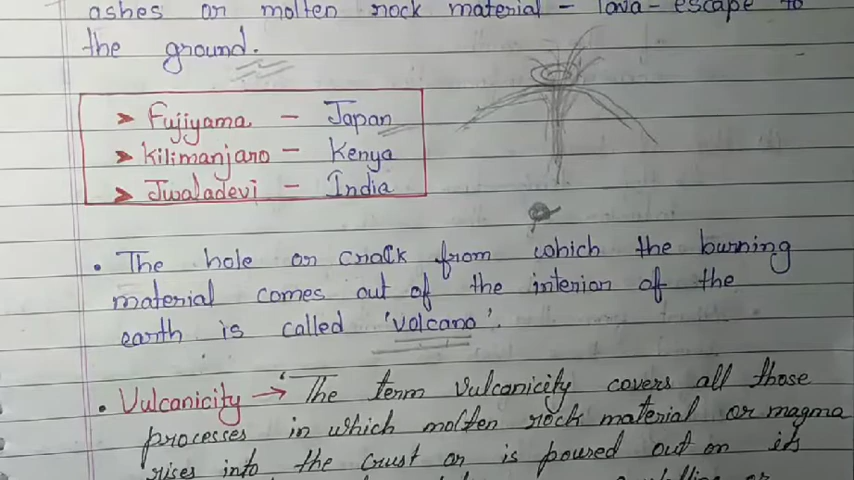 ashes or molten rock material - lava - escape to
the ground.
➤ Fujiyama - Japan
➤ Kilimanjaro - Kenya
➤ Jwaladevi - India
• The hole or crack from which the burning
material comes out of the interior of the
earth is called 'volcano'.
• Vulcanicity → 'The term vulcanicity covers all those
processes in which molten rock material or magma
rises into the crust or is poured out on its